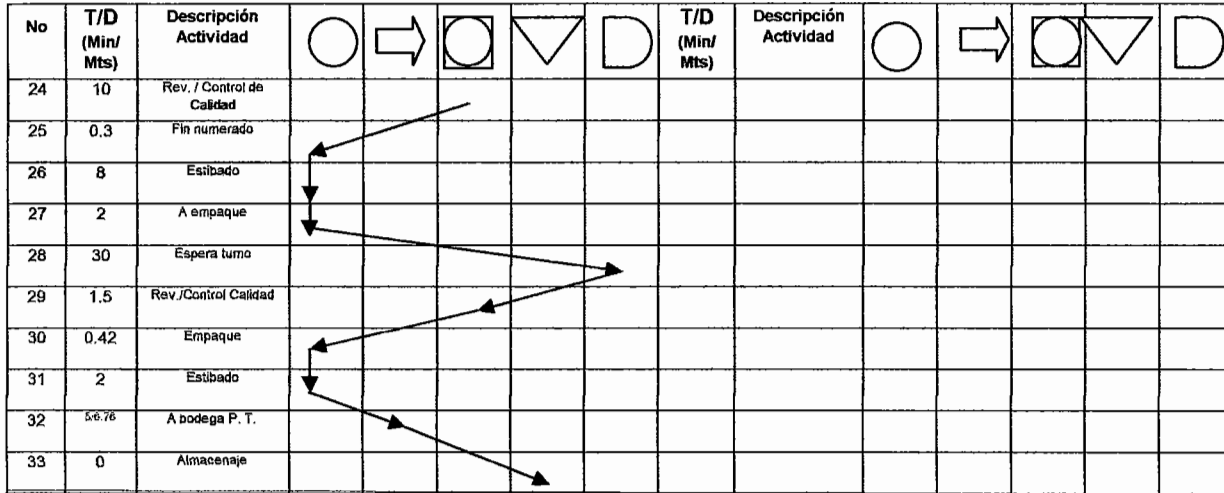 No T/D (Min/ Mts) Descripción Actividad T/D (Min/ Mts) Descripción Actividad
24 10 Rev. / Control de Calidad
25 0.3 Fin numerado
26 8 Estibado
27 2 A empaque
28 30 Espera turno
29 1.5 Rev./Control Calidad
30 0.42 Empaque
31 2 Estibado
32 5/6.76 A bodega P. T.
33 0 Almacenaje